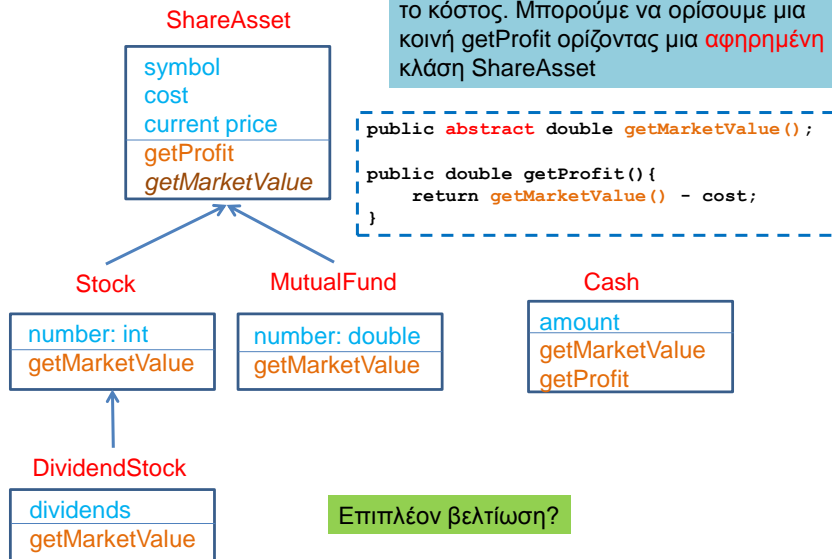 ShareAsset
symbol
cost
current price
getProfit
getMarketValue
το κόστος. Μπορούμε να ορίσουμε μια
κοινή getProfit ορίζοντας μια αφηρημένη
κλάση ShareAsset
public abstract double getMarketValue();
public double getProfit(){
return getMarketValue() - cost;
}
Stock
number: int
getMarketValue
MutualFund
number: double
getMarketValue
Cash
amount
getMarketValue
getProfit
DividendStock
dividends
getMarketValue
Επιπλέον βελτίωση?